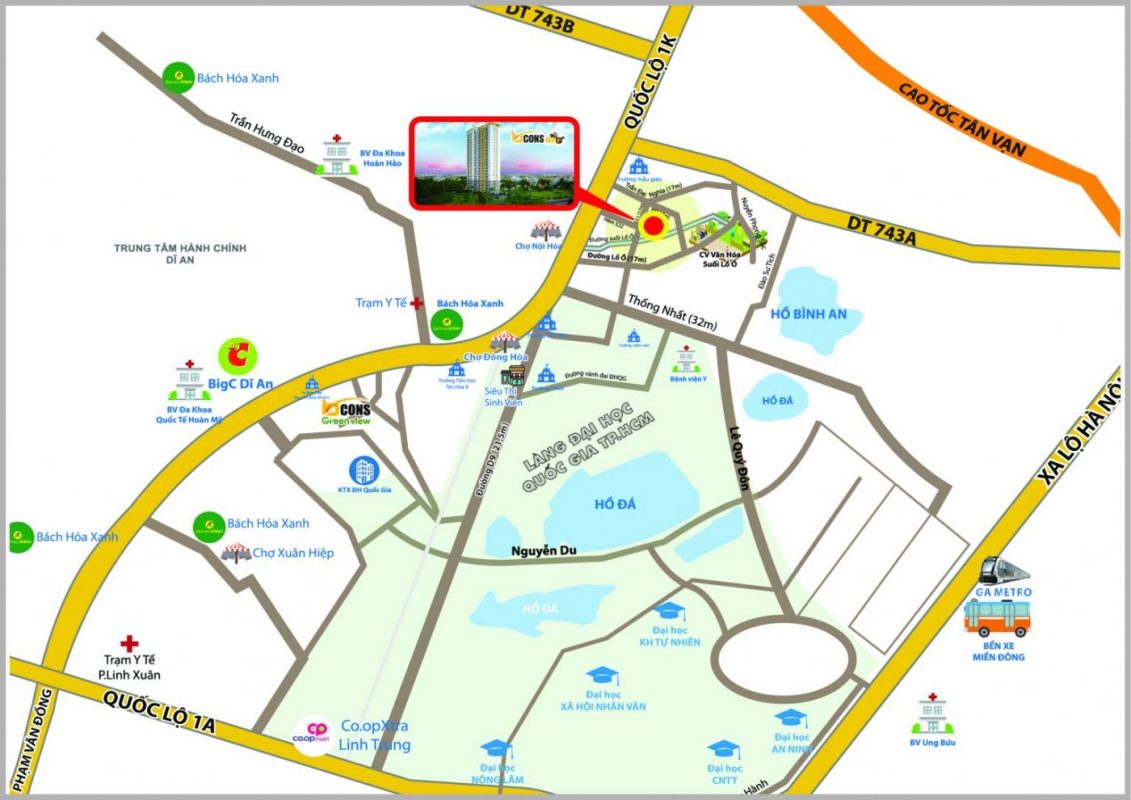 DT 743B
QUỐC LỘ 1K
CAO TỐC TÂN VẠN
Bách Hóa Xanh
Trần Hưng Đạo
BV Đa Khoa
Hoàn Hảo
CONS
Trường mẫu giáo
Trần Đại Nghĩa (17m)
DT 743A
Chợ Nội Hóa
Đường suối Lồ Ồ
Đường Lồ Ồ (17m)
CV Văn Hóa
Suối Lồ Ồ
Đào Sư Tích
TRUNG TÂM HÀNH CHÍNH
DĨ AN
Trạm Y Tế
Bách Hóa Xanh
Thống Nhất (32m)
HỒ BÌNH AN
Chợ Đông Hòa
Trường mầm non
Bệnh viện Y
BigC Dĩ An
BV Đa Khoa
Quốc Tế Hoàn Mỹ
Trường Tiểu Học
Tân Hòa B
Siêu Thị
Sinh Viên
Đường vành đai ĐHQG
HỒ ĐÁ
XA LỘ HÀ NỘI
CONS
Greenview
LÀNG ĐẠI HỌC
QUỐC GIA TP.HCM
Lê Quý Đôn
Đường D9 (21,5m)
KTX ĐH Quốc Gia
HỒ ĐÁ
Bách Hóa Xanh
Bách Hóa Xanh
Chợ Xuân Hiệp
Nguyễn Du
GA METRO
HỒ ĐÁ
Đại học
KH TỰ NHIÊN
BẾN XE
MIỀN ĐÔNG
Trạm Y Tế
P.Linh Xuân
Đại học
XÃ HỘI NHÂN VĂN
QUỐC LỘ 1A
PHẠM VĂN ĐỒNG
co.opmart
Co.opXtra
Linh Trung
Đại học
AN NINH
BV Ung Bứu
Đại học
NÔNG LÂM
Đại học
CNTT
Hành